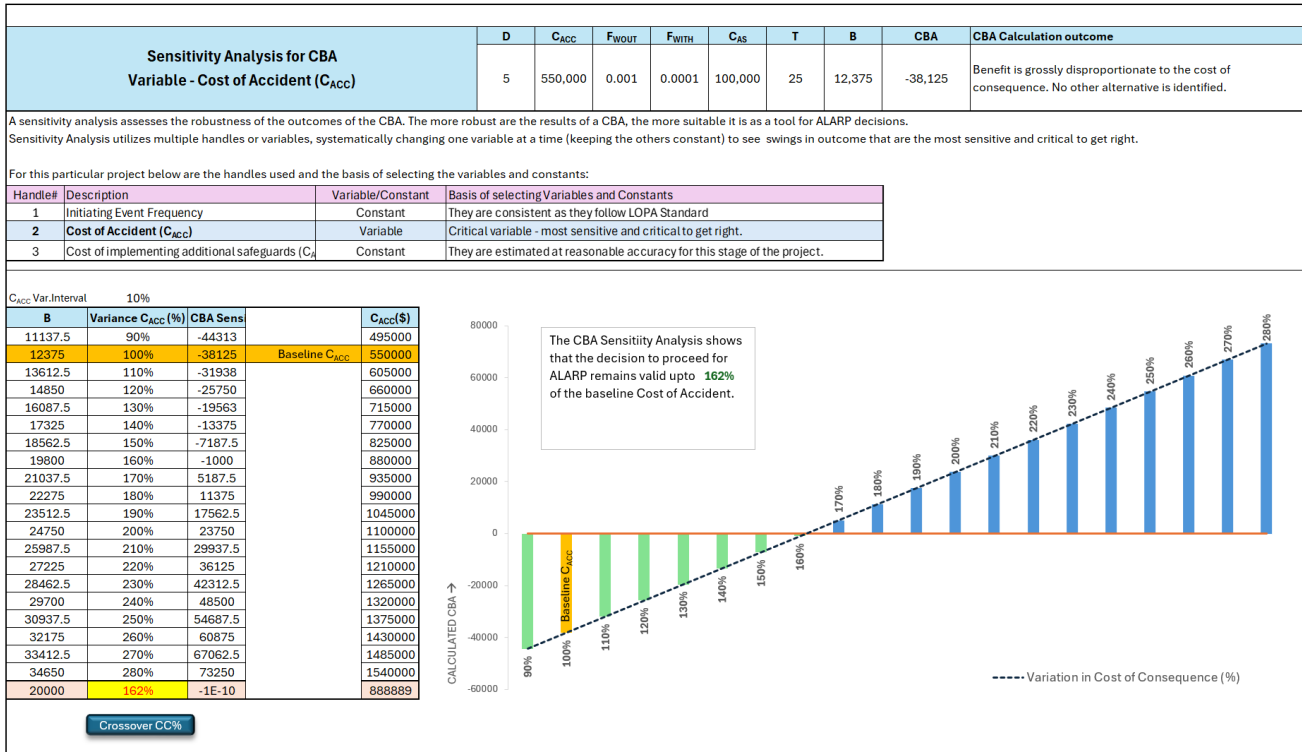 Sensitivity Analysis for CBA
Variable - Cost of Accident (CACC)
D CACC FWOUT FWITH CAS T B CBA CBA Calculation outcome
5 550,000 0.001 0.0001 100,000 25 12,375 -38,125 Benefit is grossly disproportionate to the cost of
consequence. No other alternative is identified.
A sensitivity analysis assesses the robustness of the outcomes of the CBA. The more robust are the results of a CBA, the more suitable it is as a tool for ALARP decisions.
Sensitivity Analysis utilizes multiple handles or variables, systematically changing one variable at a time (keeping the others constant) to see swings in outcome that are the most sensitive and critical to get right.
For this particular project below are the handles used and the basis of selecting the variables and constants:
Handle# Description Variable/Constant Basis of selecting Variables and Constants
1 Initiating Event Frequency Constant They are consistent as they follow LOPA Standard
2 Cost of Accident (CACC) Variable Critical variable - most sensitive and critical to get right.
3 Cost of implementing additional safeguards (CA Constant They are estimated at reasonable accuracy for this stage of the project.
CACC Var.Interval 10%
B Variance CACC (%) CBA Sensi CACC($)
11137.5 90% -44313 495000
12375 100% -38125 Baseline CACC 550000
13612.5 110% -31938 605000
14850 120% -25750 660000
16087.5 130% -19563 715000
17325 140% -13375 770000
18562.5 150% -7187.5 825000
19800 160% -1000 880000
21037.5 170% 5187.5 935000
22275 180% 11375 990000
23512.5 190% 17562.5 1045000
24750 200% 23750 1100000
25987.5 210% 29937.5 1155000
27225 220% 36125 1210000
28462.5 230% 42312.5 1265000
29700 240% 48500 1320000
30937.5 250% 54687.5 1375000
32175 260% 60875 1430000
33412.5 270% 67062.5 1485000
34650 280% 73250 1540000
20000 162% -1E-10 888889
Crossover CC%
The CBA Sensitiity Analysis shows
that the decision to proceed for
ALARP remains valid upto 162%
of the baseline Cost of Accident.
CALCULATED CBA →
80000
60000
40000
20000
0
-20000
-40000
-60000
90%
100%
Baseline CACC
110%
120%
130%
140%
150%
160%
170%
180%
190%
200%
210%
220%
230%
240%
250%
260%
270%
280%
Variation in Cost of Consequence (%)